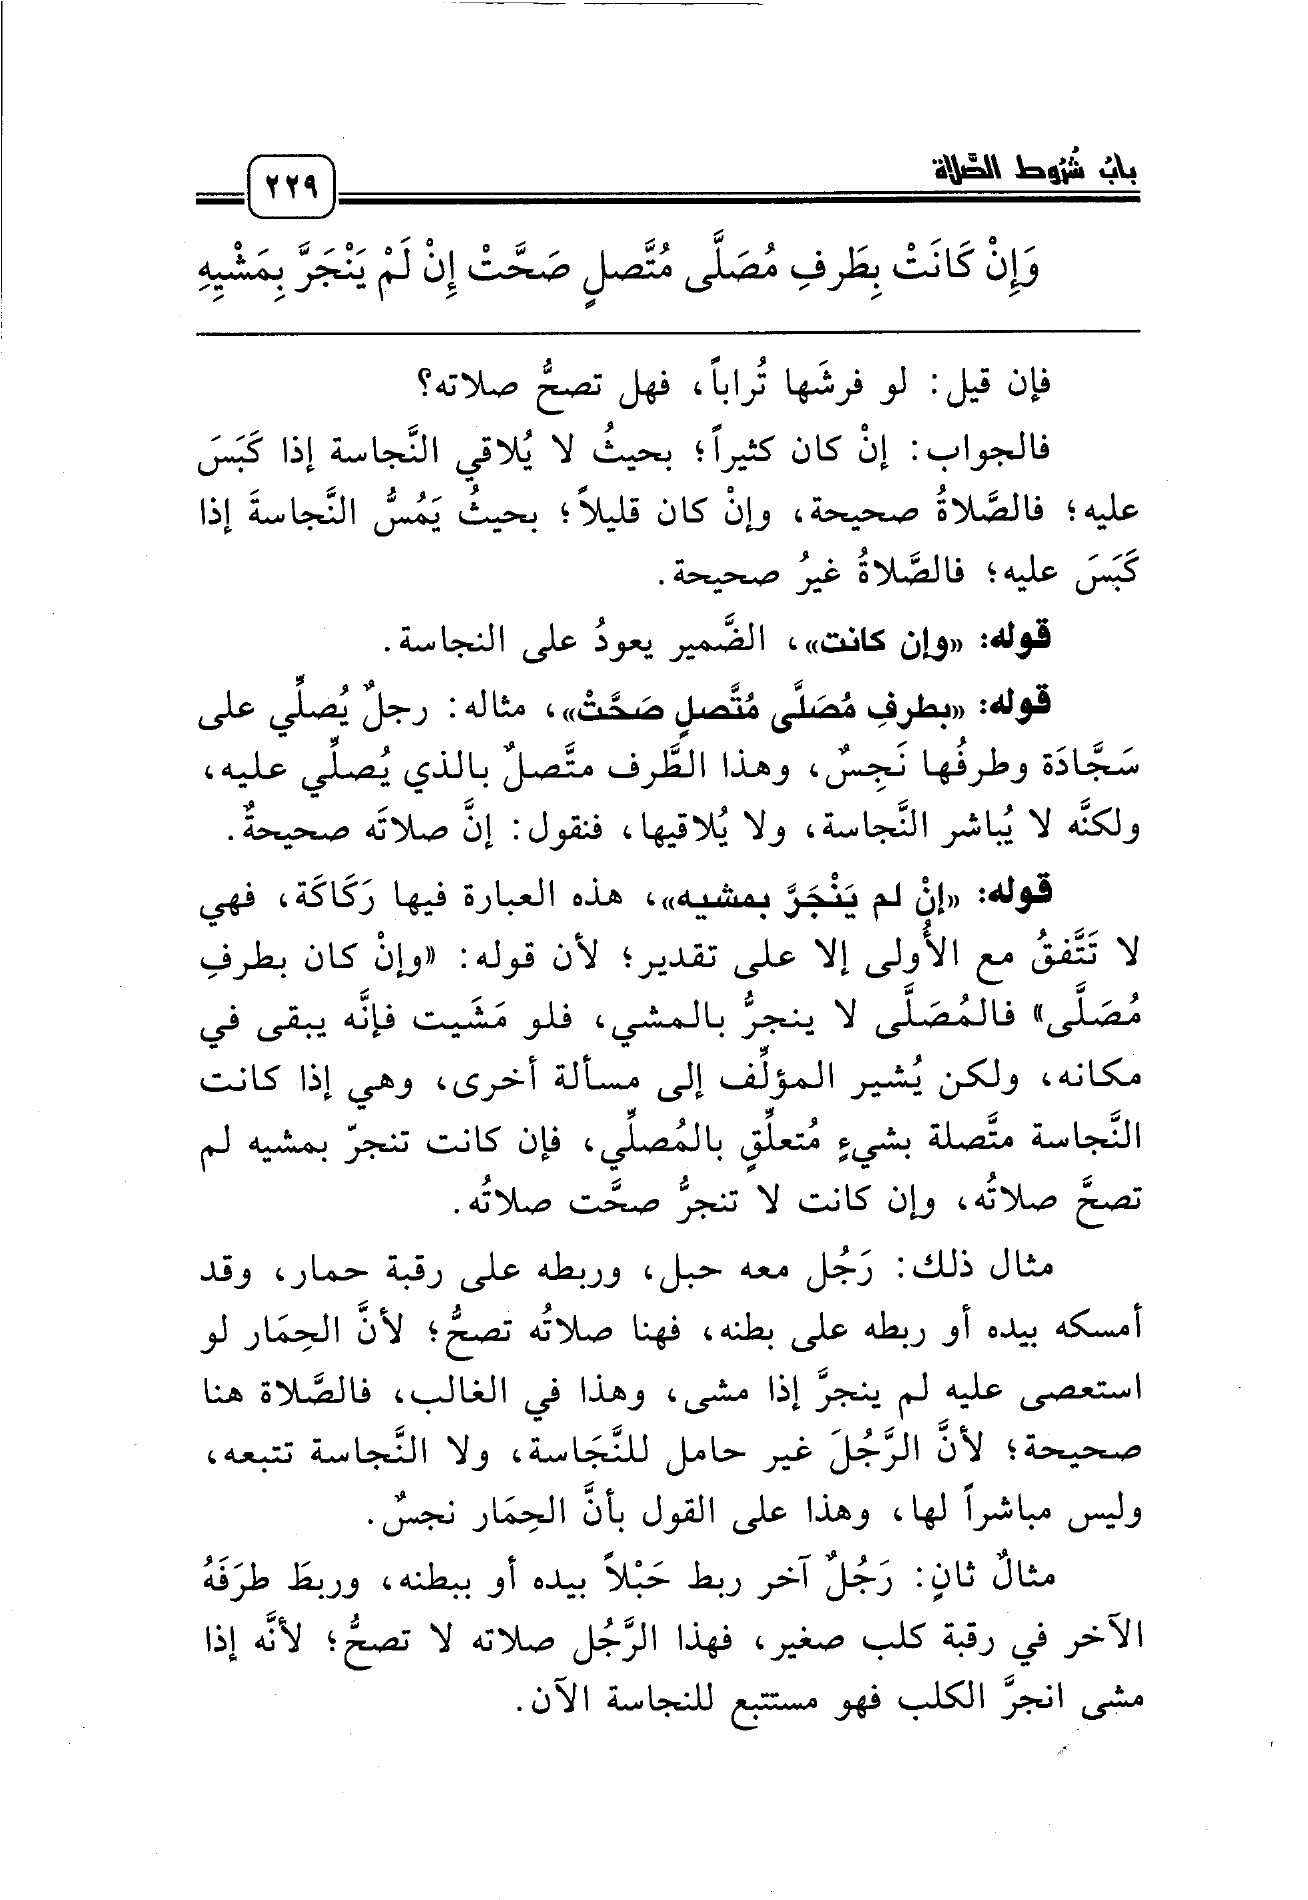 بابُ شُرُوط الصَّلاة
٢٢٩
وَإِنْ كَانَتْ بِطَرفِ مُصَلَّى مُتَّصلٍ صَحَّتْ إِنْ لَمْ يَنْجَرَّ بِمَشْيِهِ
فإن قيل: لو فرشَها تُراباً، فهل تصحُّ صلاته؟
فالجواب: إنْ كان كثيراً؛ بحيثُ لا يُلاقي النَّجاسة إذا كَبَسَ
عليه؛ فالصَّلاةُ صحيحة، وإنْ كان قليلاً؛ بحيثُ يَمُسُّ النَّجاسةَ إذا
كَبَسَ عليه؛ فالصَّلاةُ غيرُ صحيحة.
قوله: «وإن كانت»، الضَّمير يعودُ على النجاسة.
قوله: «بطرفِ مُصَلَّى مُتَّصلٍ صَحَّتْ»، مثاله: رجلٌ يُصلِّي على
سَجَّادَة وطرفُها نَجِسٌ، وهذا الطَّرف متَّصلٌ بالذي يُصلِّي عليه،
ولكنَّه لا يُباشر النَّجاسة، ولا يُلاقيها، فنقول: إنَّ صلاتَه صحيحةٌ.
قوله: «إنْ لم يَنْجَرَّ بمشيه»، هذه العبارة فيها رَكَاكَة، فهي
لا تَتَّفقُ مع الأُولى إلا على تقدير؛ لأن قوله: «وإنْ كان بطرفِ
مُصَلَّى» فالمُصَلَّى لا ينجرُّ بالمشي، فلو مَشَيت فإنَّه يبقى في
مكانه، ولكن يُشير المؤلِّف إلى مسألة أخرى، وهي إذا كانت
النَّجاسة متَّصلة بشيءٍ مُتعلِّقٍ بالمُصلِّي، فإن كانت تنجرّ بمشيه لم
تصحَّ صلاتُه، وإن كانت لا تنجرُّ صحَّت صلاتُه.
مثال ذلك: رَجُل معه حبل، وربطه على رقبة حمار، وقد
أمسكه بيده أو ربطه على بطنه، فهنا صلاتُه تصحُّ؛ لأنَّ الحِمَار لو
استعصى عليه لم ينجرَّ إذا مشى، وهذا في الغالب، فالصَّلاة هنا
صحيحة؛ لأنَّ الرَّجُلَ غير حامل للنَّجَاسة، ولا النَّجاسة تتبعه،
وليس مباشراً لها، وهذا على القول بأنَّ الحِمَار نجسٌ.
مثالٌ ثانٍ: رَجُلٌ آخر ربط حَبْلاً بيده أو ببطنه، وربطَ طرَفَهُ
الآخر في رقبة كلب صغير، فهذا الرَّجُل صلاته لا تصحُّ؛ لأنَّه إذا
مشى انجرَّ الكلب فهو مستتبع للنجاسة الآن.